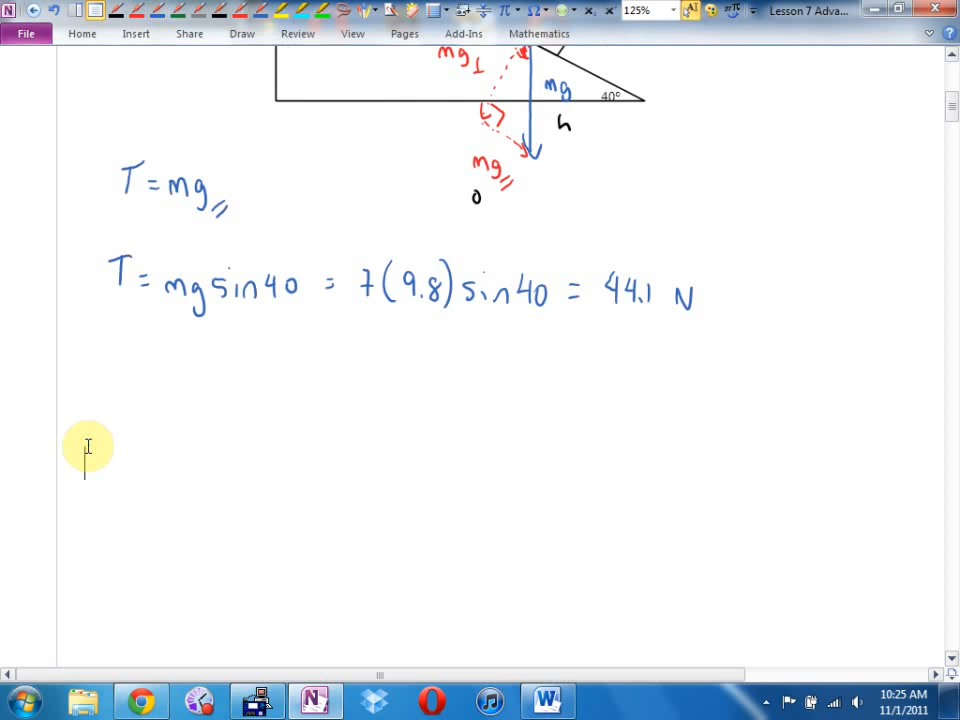 125%
Lesson 7 Adva...
File Home Insert Share Draw Review View Pages Add-Ins Mathematics
mg⊥
mg
40°
h
mg//
o
T = mg//
T = mg sin 40 = 7(9.8) sin 40 = 44.1 N
10:25 AM
11/1/2011